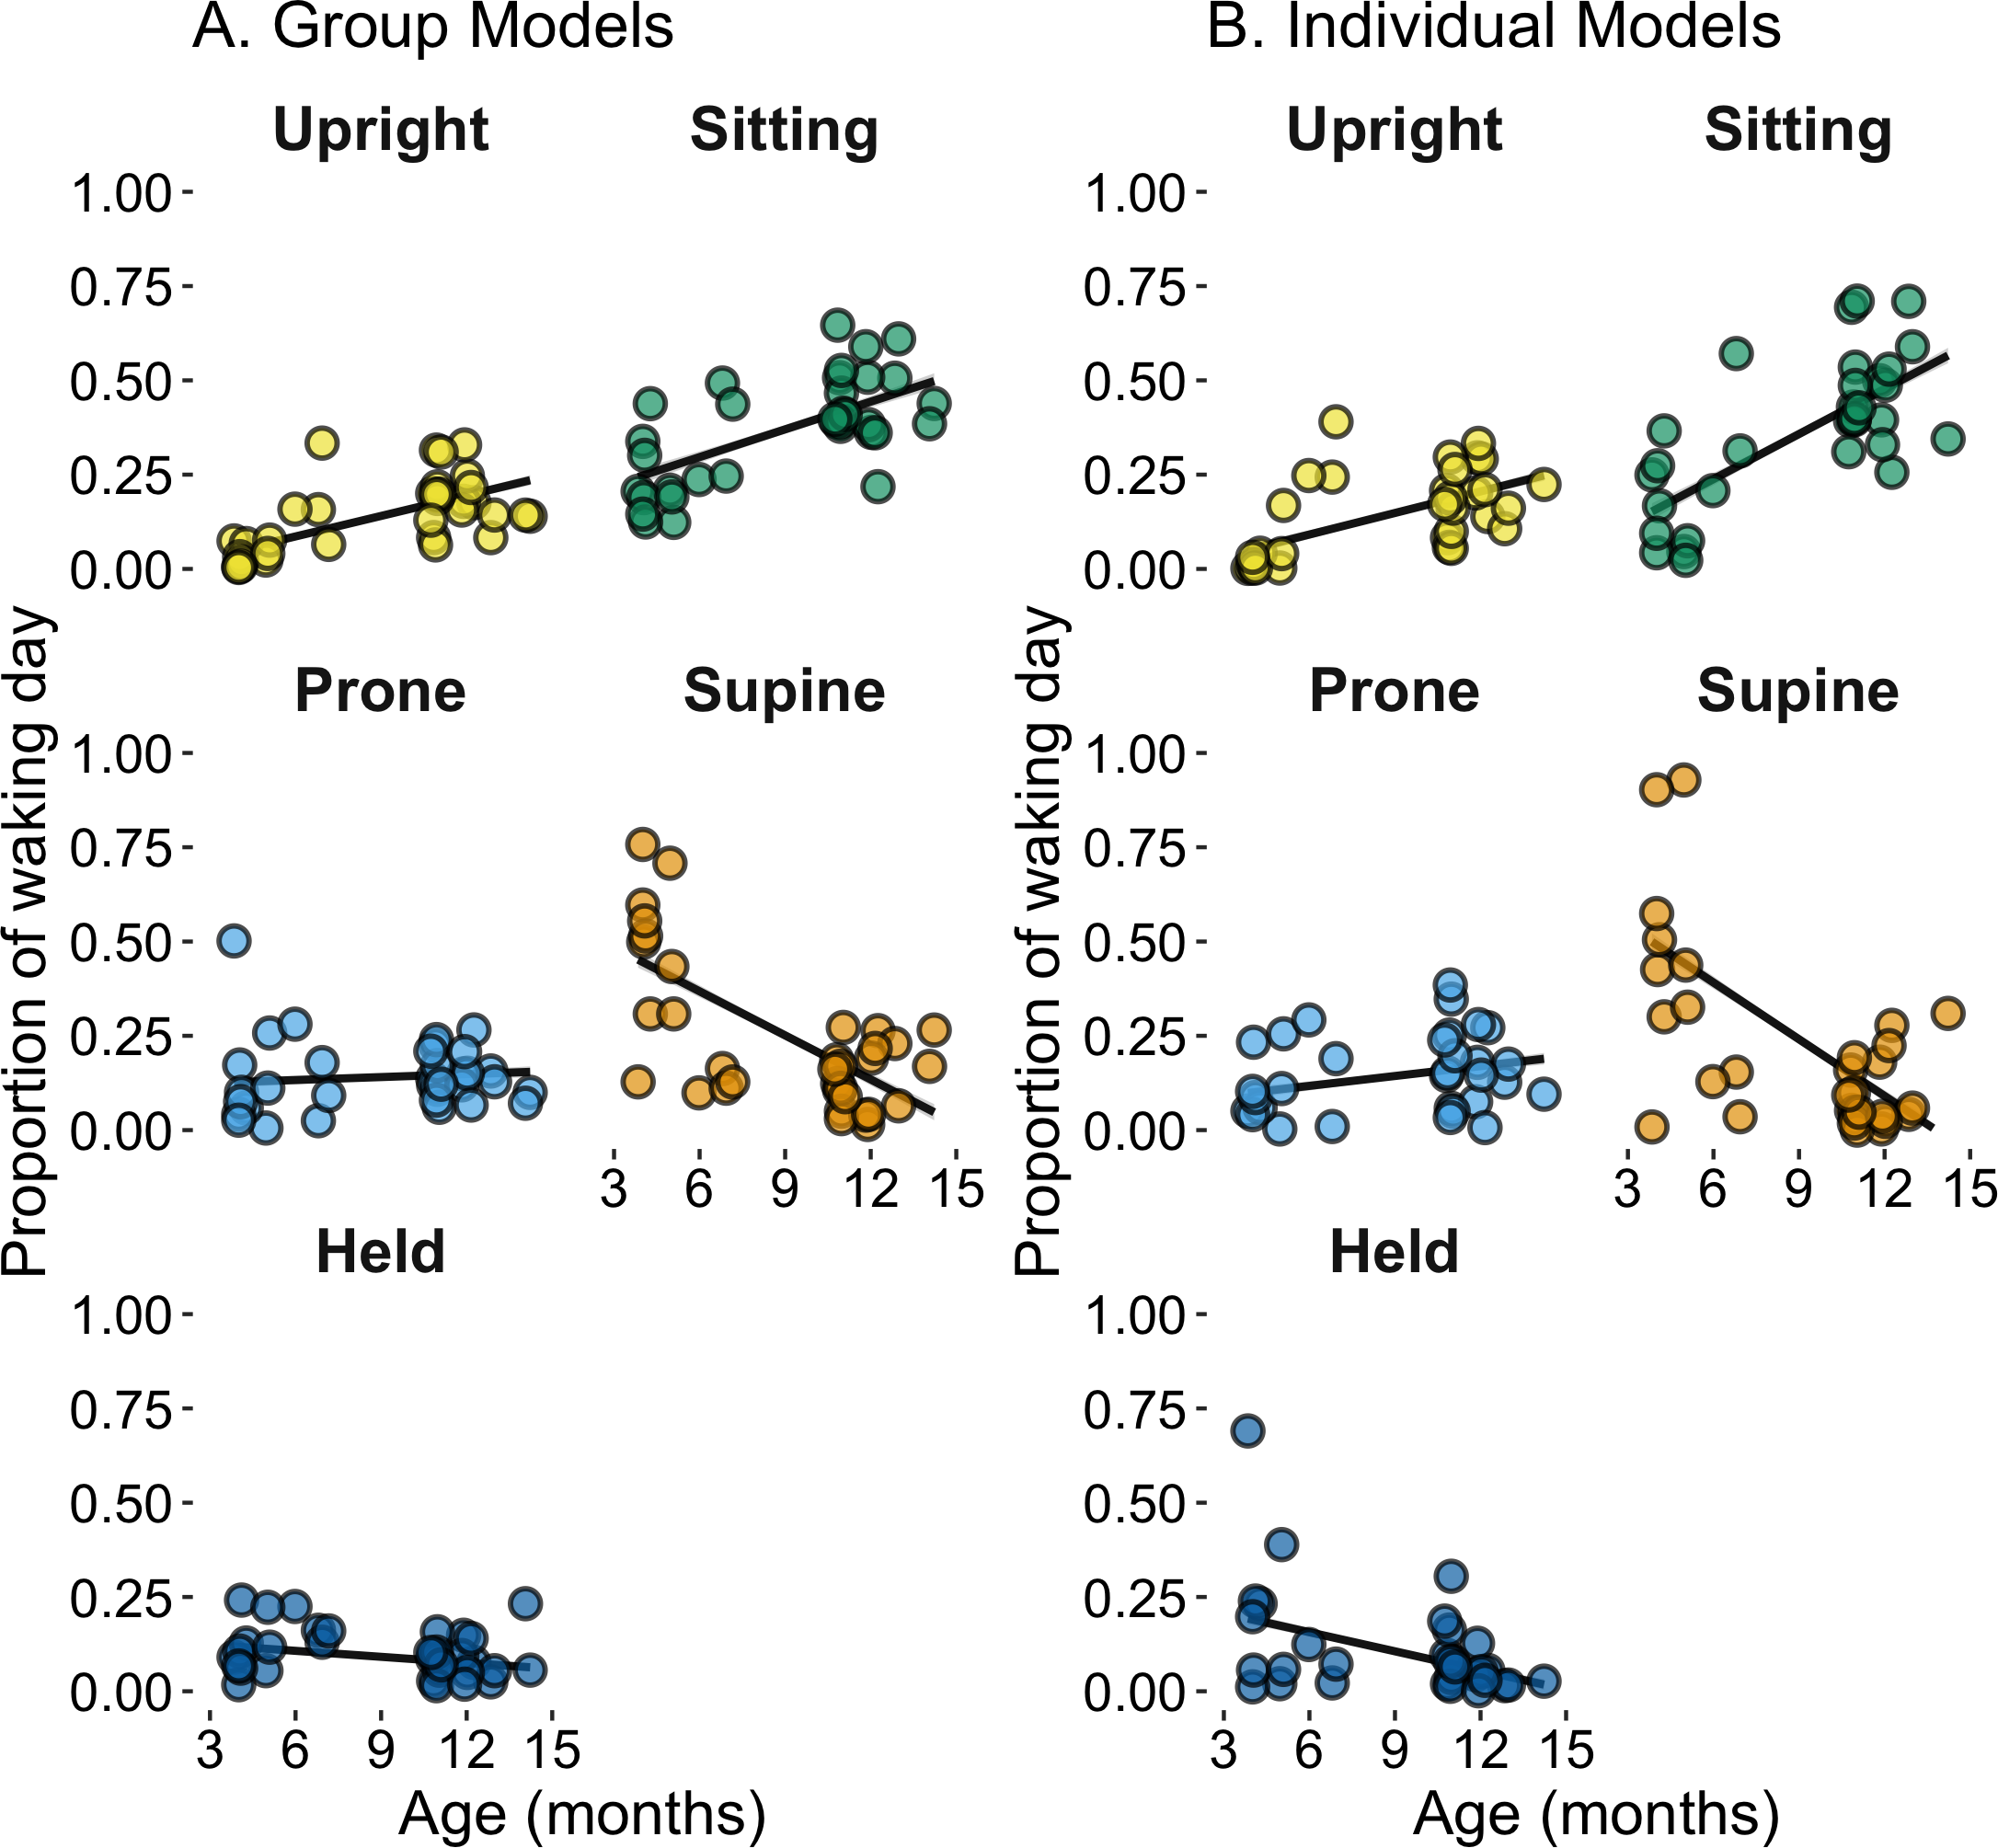 A. Group Models
Upright Sitting
1.00
0.75
0.50
0.25
0.00
Prone Supine
1.00
0.75
0.50
0.25
0.00
3 6 9 12 15
Held
1.00
0.75
0.50
0.25
0.00
3 6 9 12 15
Proportion of waking day
Age (months)
B. Individual Models
Upright Sitting
1.00
0.75
0.50
0.25
0.00
Prone Supine
1.00
0.75
0.50
0.25
0.00
3 6 9 12 15
Held
1.00
0.75
0.50
0.25
0.00
3 6 9 12 15
Proportion of waking day
Age (months)